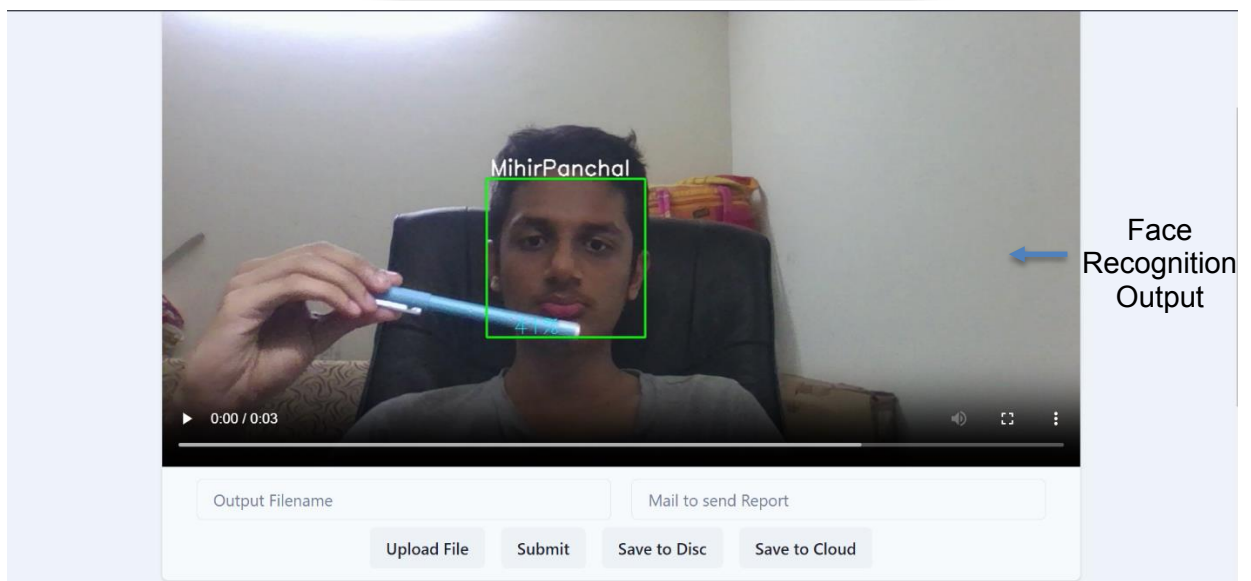 MihirPanchal
41%
0:00 / 0:03
Face
Recognition
Output
Output Filename
Mail to send Report
Upload File
Submit
Save to Disc
Save to Cloud